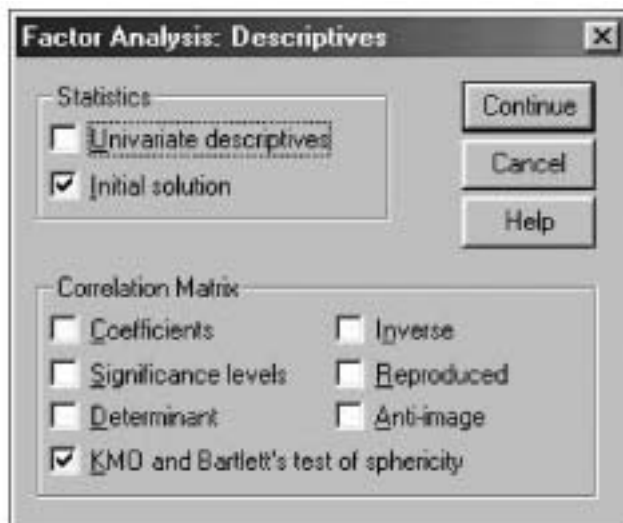 Factor Analysis: Descriptives
Statistics
Univariate descriptives
Initial solution
Continue
Cancel
Help
Correlation Matrix
Coefficients
Inverse
Significance levels
Reproduced
Determinant
Anti-image
KMO and Bartlett's test of sphericity